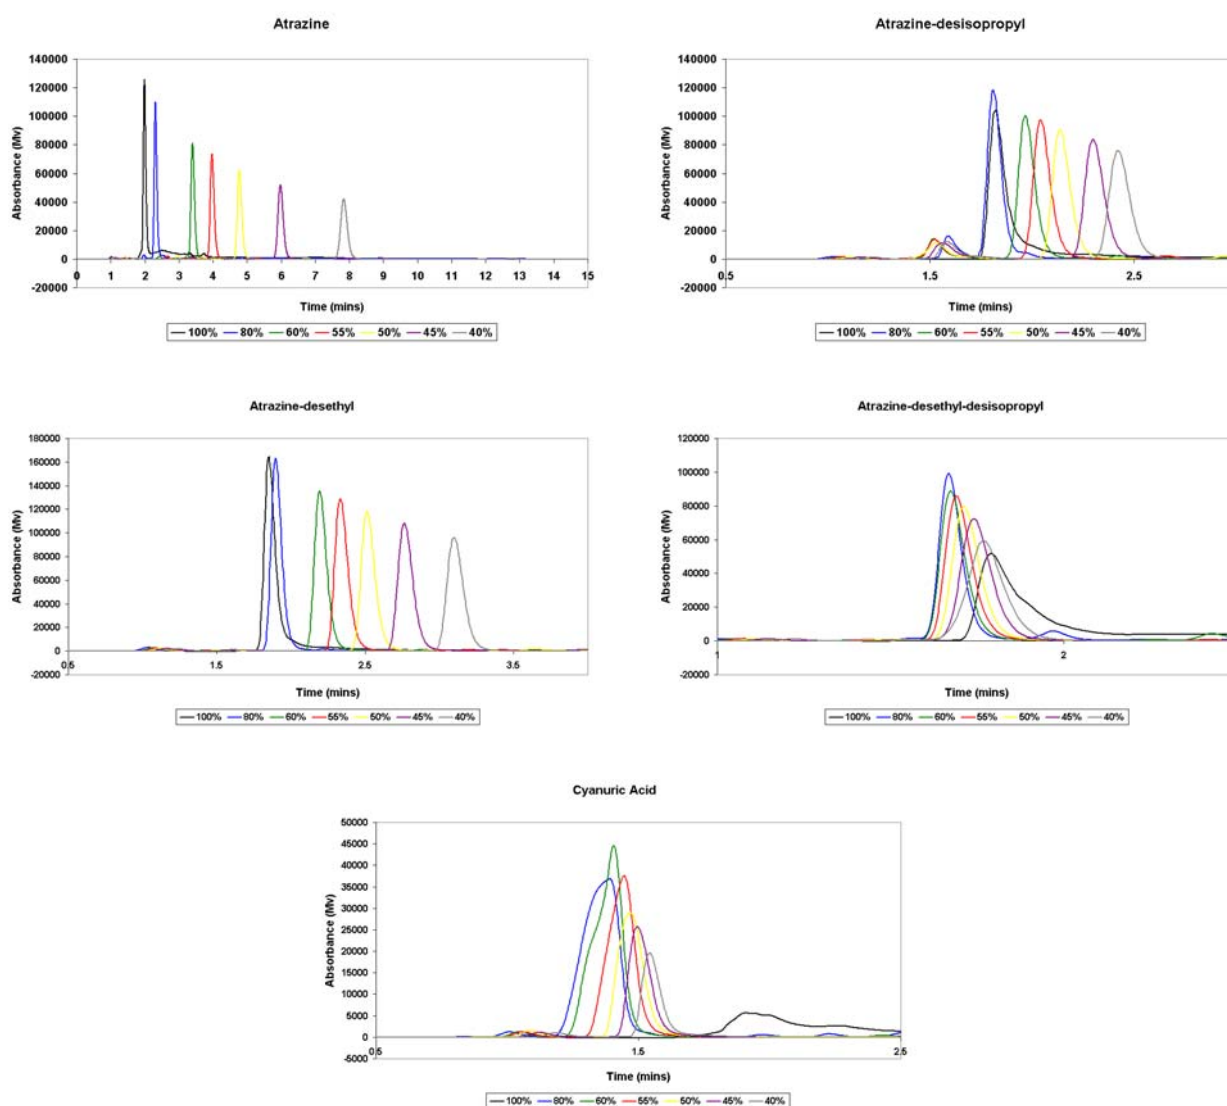 Atrazine
Absorbance (Mv)
140000
120000
100000
80000
60000
40000
20000
0
-20000
0 1 2 3 4 5 6 7 8 9 10 11 12 13 14 15
Time (mins)
100% 80% 60% 55% 50% 45% 40%
Atrazine-desisopropyl
Absorbance (Mv)
140000
120000
100000
80000
60000
40000
20000
0
-20000
0.5 1.5 2.5
Time (mins)
100% 80% 60% 55% 50% 45% 40%
Atrazine-desethyl
Absorbance (Mv)
180000
160000
140000
120000
100000
80000
60000
40000
20000
0
-20000
0.5 1.5 2.5 3.5
Time (mins)
100% 80% 60% 55% 50% 45% 40%
Atrazine-desethyl-desisopropyl
Absorbance (Mv)
120000
100000
80000
60000
40000
20000
0
-20000
1 2
Time (mins)
100% 80% 60% 55% 50% 45% 40%
Cyanuric Acid
Absorbance (Mv)
50000
45000
40000
35000
30000
25000
20000
15000
10000
5000
0
-5000
0.5 1.5 2.5
Time (mins)
100% 80% 60% 55% 50% 45% 40%